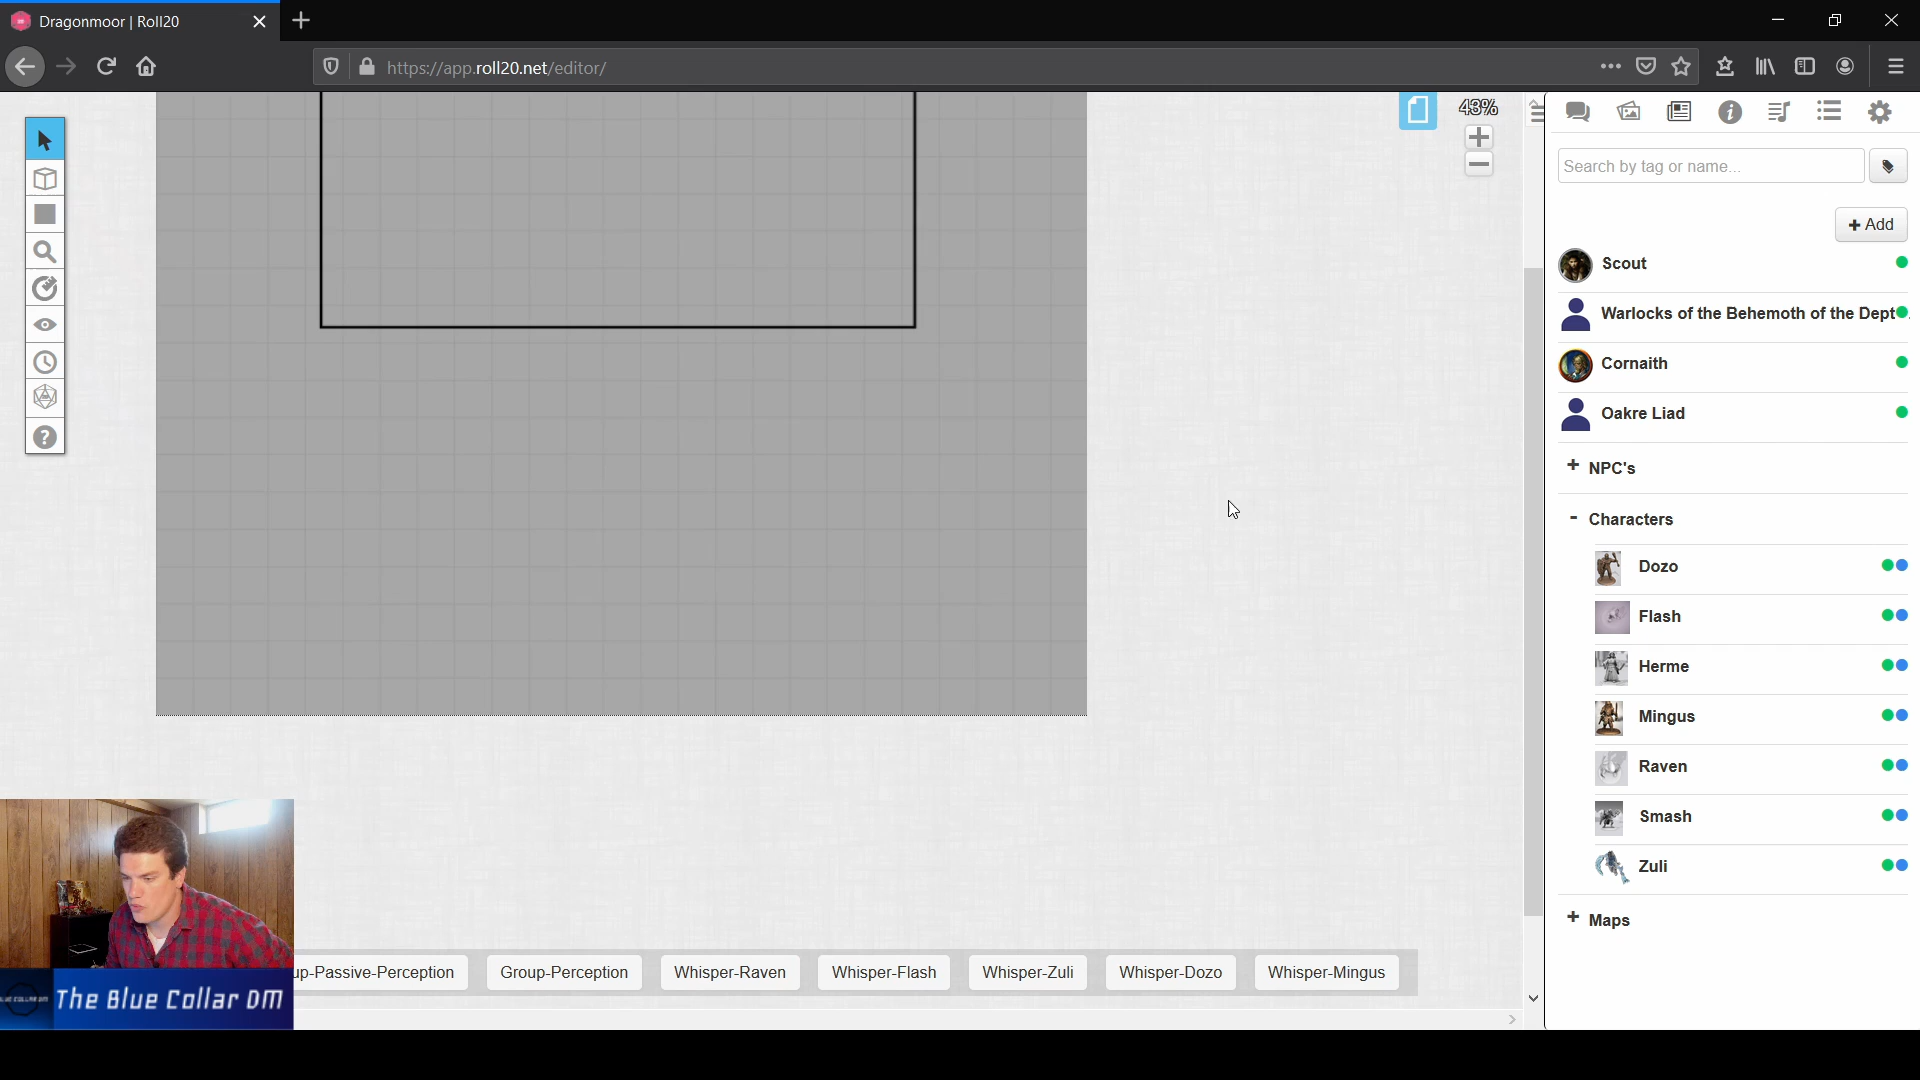 Dragonmoor | Roll20
https://app.roll20.net/editor/
43%
Search by tag or name...
+ Add
Scout
Warlocks of the Behemoth of the Dept
Cornaith
Oakre Liad
+ NPC's
- Characters
Dozo
Flash
Herme
Mingus
Raven
Smash
Zuli
+ Maps
up-Passive-Perception
Group-Perception
Whisper-Raven
Whisper-Flash
Whisper-Zuli
Whisper-Dozo
Whisper-Mingus
The Blue Collar DM